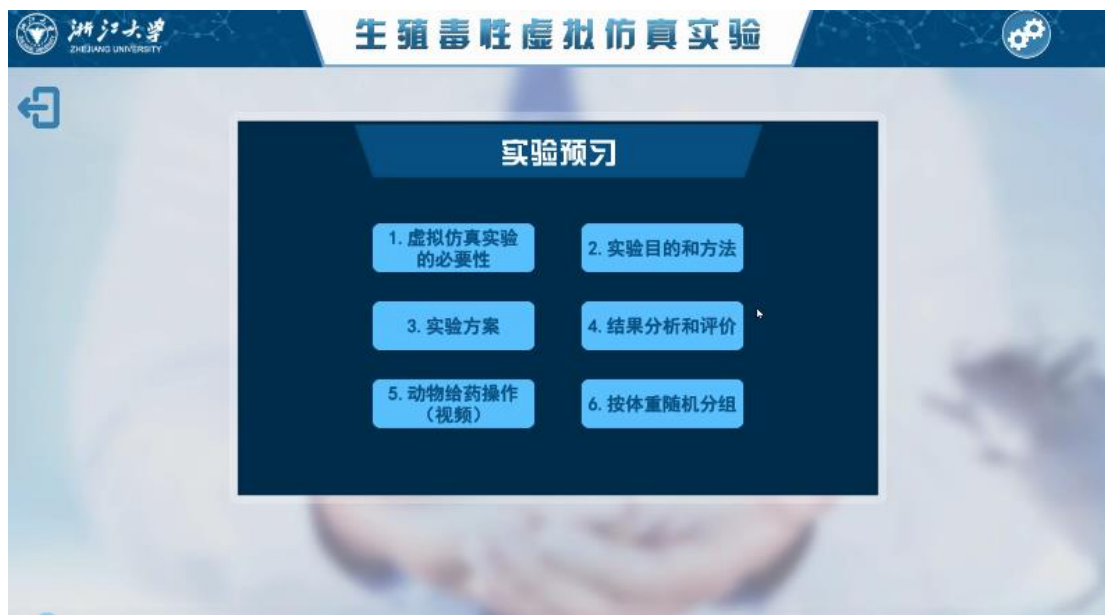 浙江大学
ZHEJIANG UNIVERSITY
生殖毒性虚拟仿真实验
实验预习
1. 虚拟仿真实验
的必要性
2. 实验目的和方法
3. 实验方案
4. 结果分析和评价
5. 动物给药操作
（视频）
6. 按体重随机分组